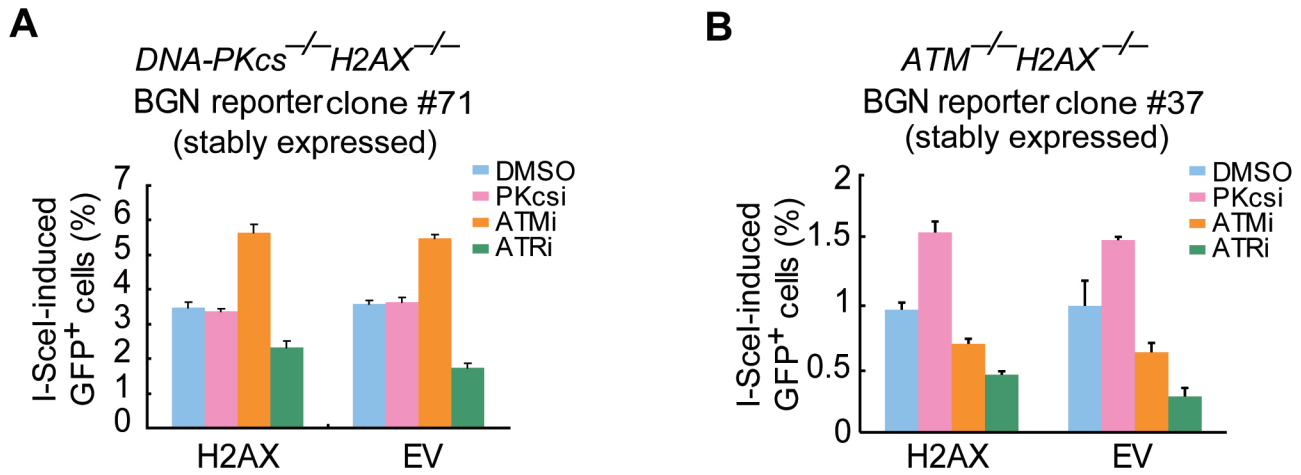 A
DNA-PKcs–/–H2AX–/–
BGN reporter clone #71
(stably expressed)
I-SceI-induced
GFP+ cells (%)
7
6
5
4
3
2
1
0
DMSO
PKcsi
ATMi
ATRi
H2AX
EV
B
ATM–/–H2AX–/–
BGN reporter clone #37
(stably expressed)
I-SceI-induced
GFP+ cells (%)
2
1.5
1
0.5
0
DMSO
PKcsi
ATMi
ATRi
H2AX
EV